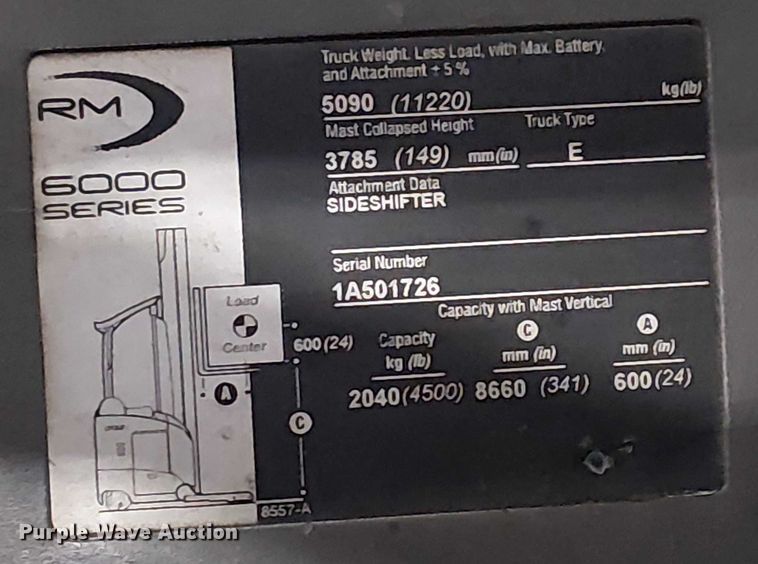 RM
6000
SERIES
Truck Weight, Less Load, with Max. Battery,
and Attachment ± 5 %
5090 (11220) kg(lb)
Mast Collapsed Height Truck Type
3785 (149) mm(in) E
Attachment Data
SIDESHIFTER
Serial Number
1A501726
Capacity with Mast Vertical
Capacity C A
kg (lb) mm (in) mm (in)
2040(4500) 8660 (341) 600(24)
Load
Center
600(24)
A
C
8557-A
Purple Wave Auction